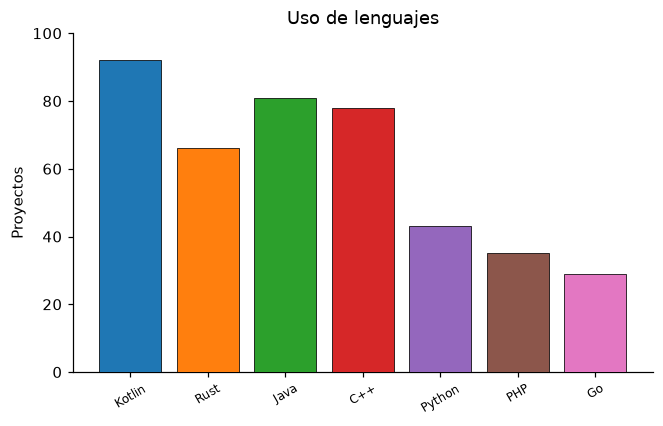 Uso de lenguajes
Proyectos
100
80
60
40
20
0
Kotlin
Rust
Java
C++
Python
PHP
Go